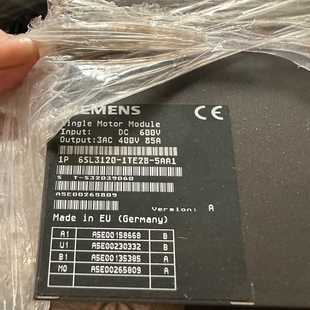 SIEMENS
Single Motor Module
Input: DC 600V
Output:3AC 400V 85A
1P 6SL3120-1TE28-5AA1
S T-S32039060
A5E00265809
Version: A
Made in EU (Germany)
A1 A5E00158668 B
U1 A5E00230332 B
B1 A5E00135385 A
M0 A5E00265809 A
CE